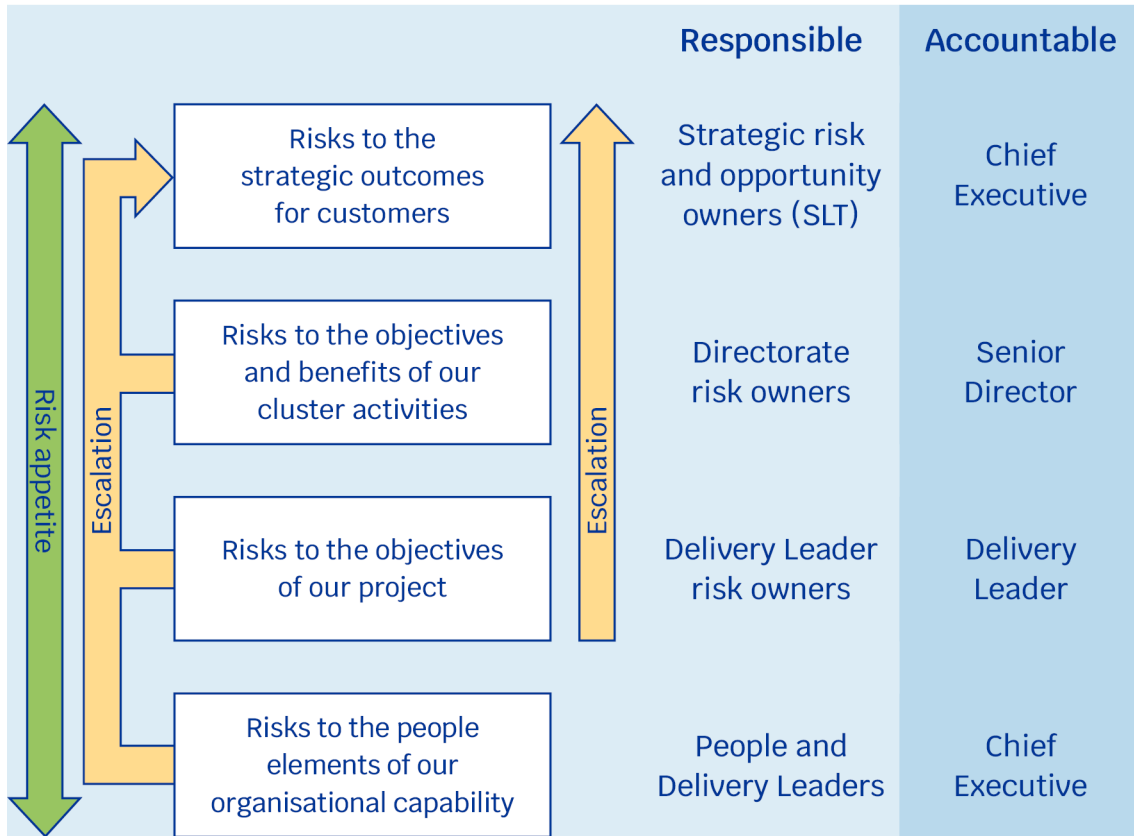 Responsible
Accountable
Risk appetite
Escalation
Risks to the
strategic outcomes
for customers
Escalation
Strategic risk
and opportunity
owners (SLT)
Chief
Executive
Risks to the objectives
and benefits of our
cluster activities
Directorate
risk owners
Senior
Director
Risks to the objectives
of our project
Delivery Leader
risk owners
Delivery
Leader
Risks to the people
elements of our
organisational capability
People and
Delivery Leaders
Chief
Executive